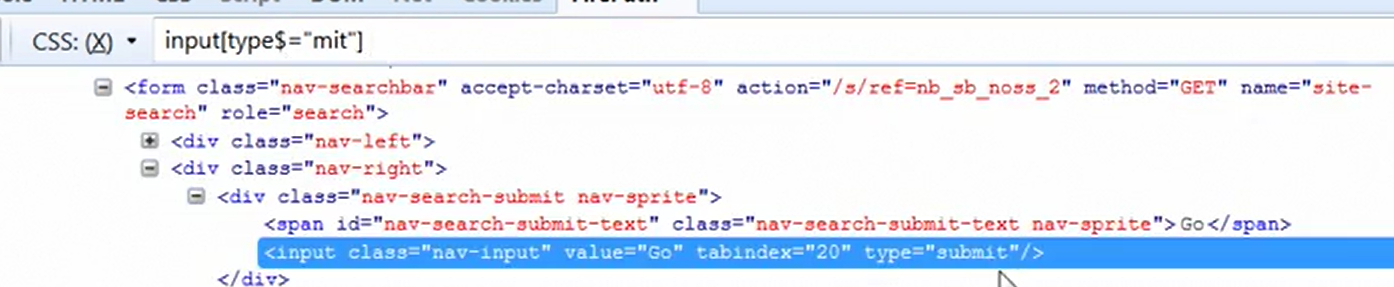 CSS: (X) input[type$="mit"]
<form class="nav-searchbar" accept-charset="utf-8" action="/s/ref=nb_sb_noss_2" method="GET" name="site-
search" role="search">
<div class="nav-left">
<div class="nav-right">
<div class="nav-search-submit nav-sprite">
<span id="nav-search-submit-text" class="nav-search-submit-text nav-sprite">Go</span>
<input class="nav-input" value="Go" tabindex="20" type="submit"/>
</div>